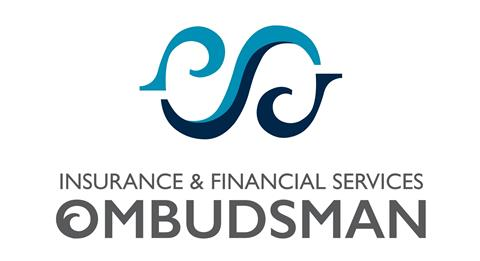 INSURANCE & FINANCIAL SERVICES
OMBUDSMAN